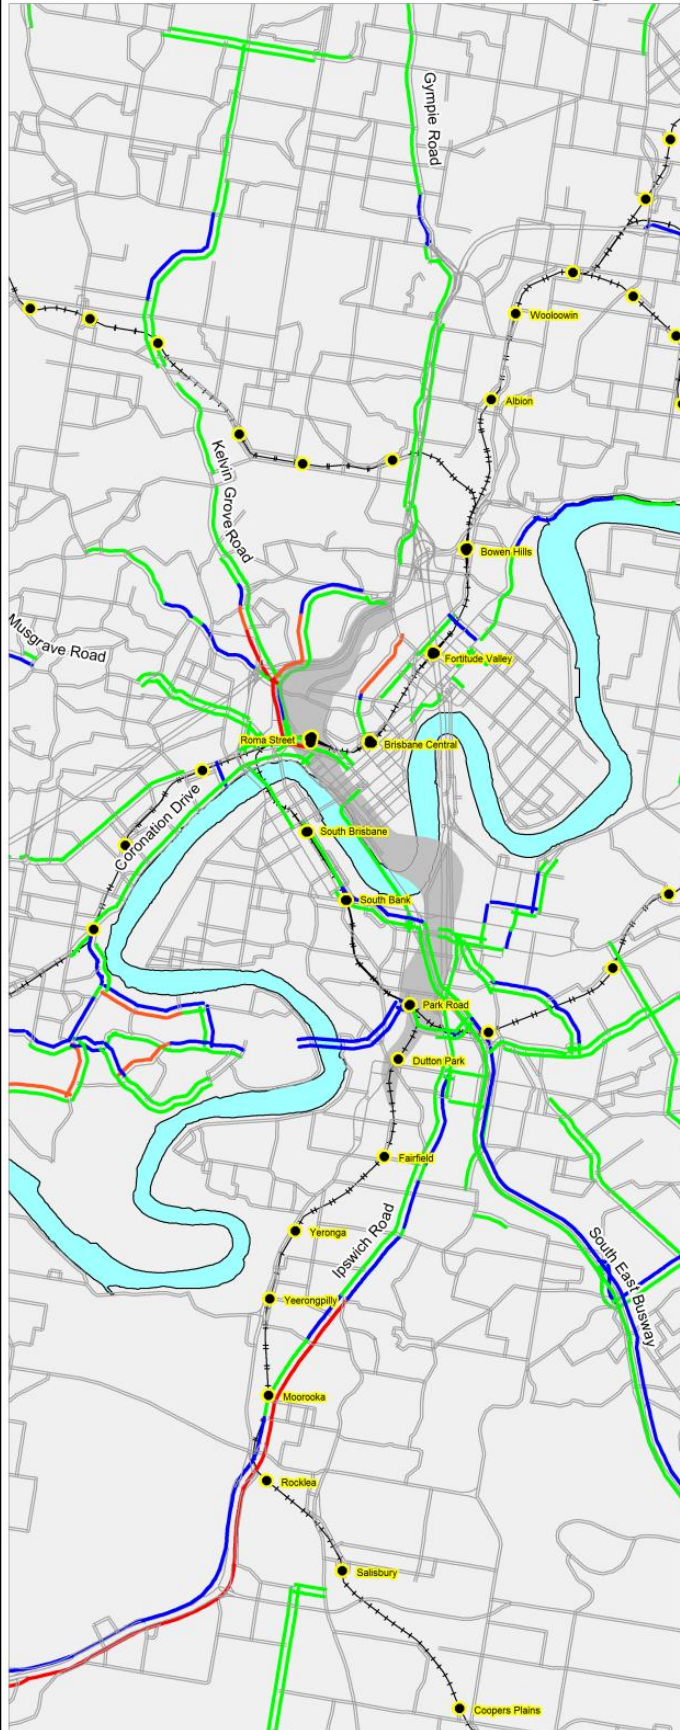 Gympie Road
Wooloowin
Albion
Kelvin GroveRoad
Bowen Hills
Musgrave Road
Fortitude Valley
Roma Street
Brisbane Central
Coronation Drive
South Brisbane
South Bank
Park Road
Dutton Park
Fairfield
Ipswich Road
Yeronga
South East Busway
Yeerongpilly
Moorooka
Rocklea
Salisbury
Coopers Plains